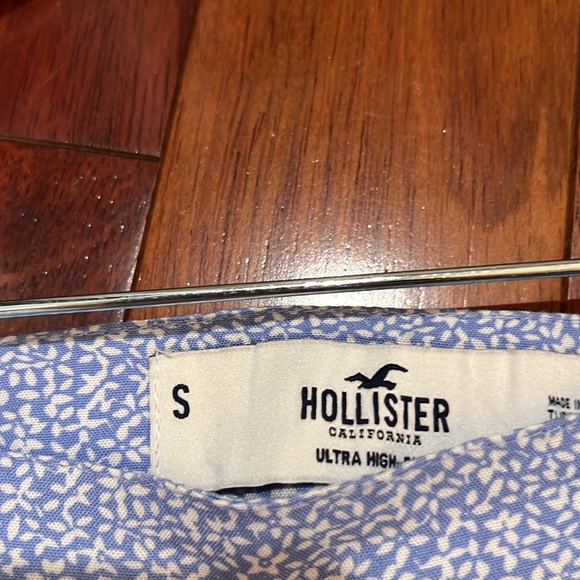 S
HOLLISTER
CALIFORNIA
ULTRA HIGH-
MADE IN